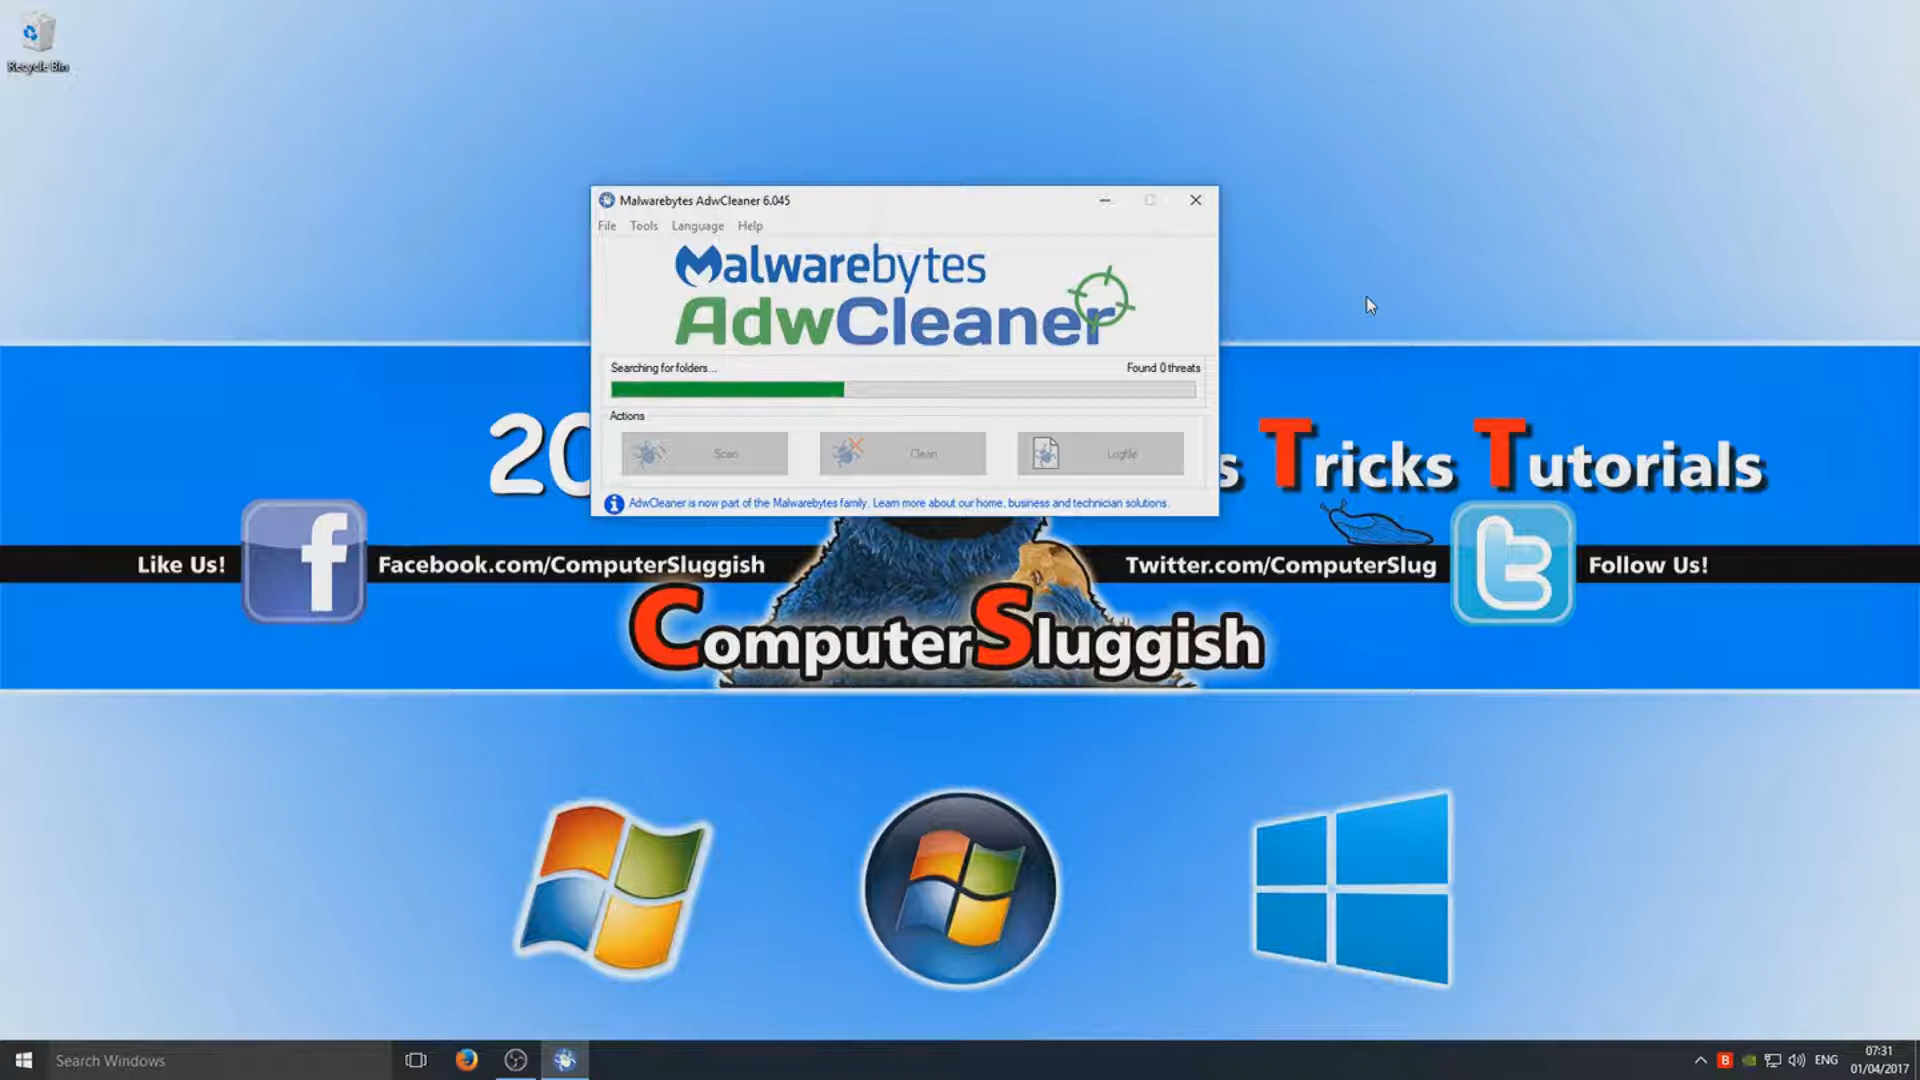 Recycle Bin
Malwarebytes AdwCleaner 6.045
File Tools Language Help
Malwarebytes
AdwCleaner
Searching for folders...
Found 0 threats
Actions
Scan
Clean
Logfile
AdwCleaner is now part of the Malwarebytes family. Learn more about our home, business and technician solutions.
20
s Tricks Tutorials
Like Us!
f
Facebook.com/ComputerSluggish
Twitter.com/ComputerSlug
t
Follow Us!
ComputerSluggish
Search Windows
B
ENG
07:31
01/04/2017